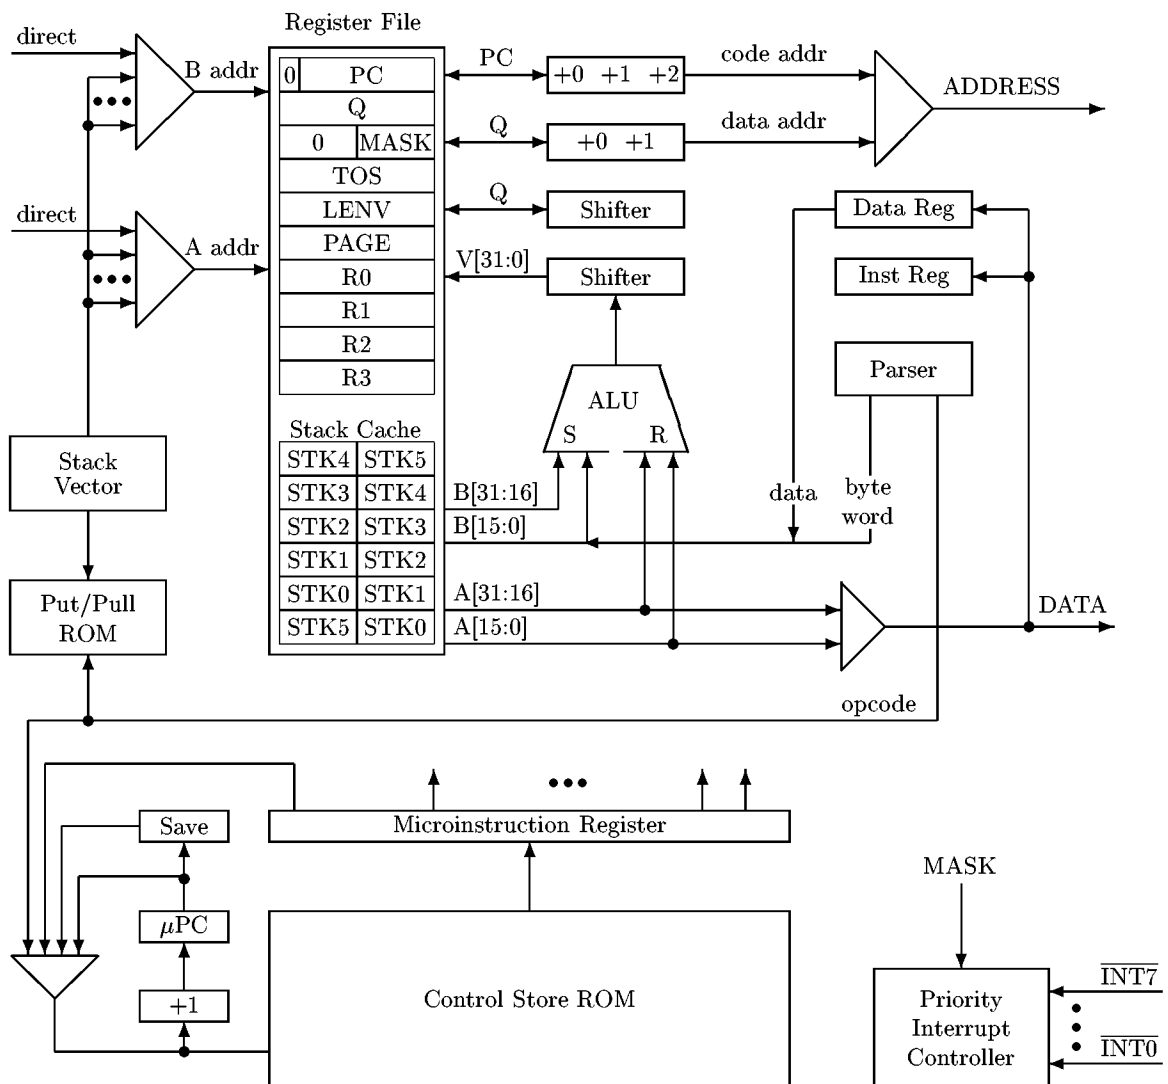 Register File
direct
B addr
0 PC
Q
0 MASK
TOS
LENV
PAGE
R0
R1
R2
R3
Stack Cache
STK4 STK5
STK3 STK4
STK2 STK3
STK1 STK2
STK0 STK1
STK5 STK0
direct
A addr
Stack
Vector
Put/Pull
ROM
PC
+0 +1 +2
code addr
ADDRESS
Q
+0 +1
data addr
Q
Shifter
V[31:0]
Shifter
ALU
S R
B[31:16]
B[15:0]
A[31:16]
A[15:0]
Data Reg
Inst Reg
Parser
data
byte
word
DATA
opcode
Save
Microinstruction Register
μPC
+1
Control Store ROM
MASK
Priority
Interrupt
Controller
INT7
INT0